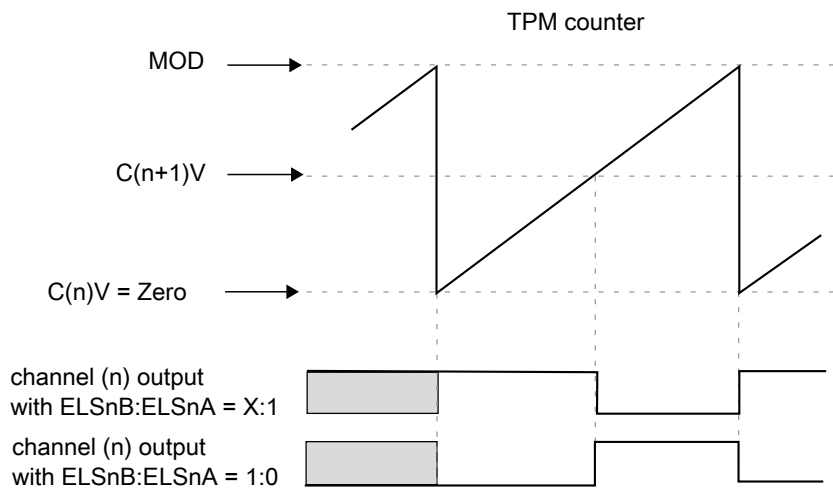 TPM counter
MOD
C(n+1)V
C(n)V = Zero
channel (n) output
with ELSnB:ELSnA = X:1
channel (n) output
with ELSnB:ELSnA = 1:0